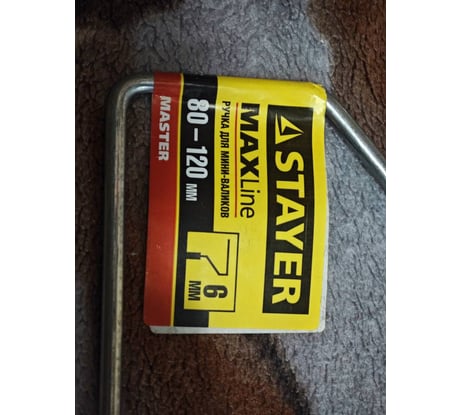 STAYER
MAXLine
РУЧКА ДЛЯ МИНИ-ВАЛИКОВ
80–120 мм
6
мм
MASTER